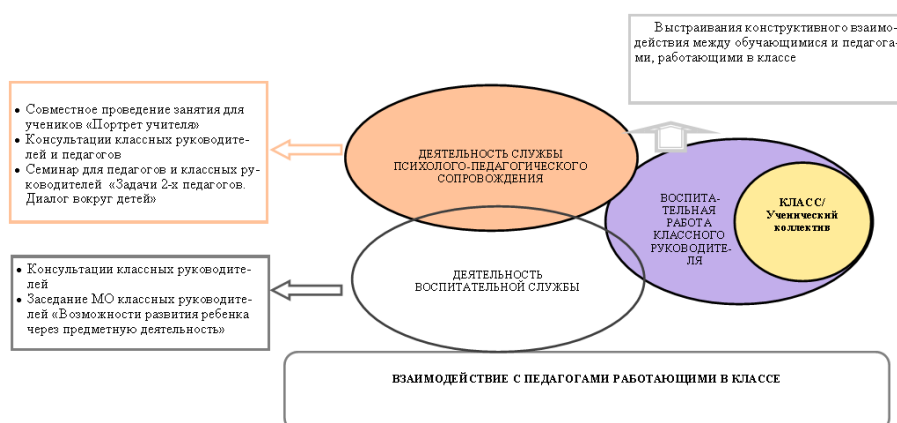 Выстраивания конструктивного взаимо-
действия между обучающимися и педагога-
ми, работающими в классе
• Совместное проведение занятия для
учеников «Портрет учителя»
• Консультации классных руководите-
лей и педагогов
• Семинар для педагогов и классных ру-
ководителей «Задачи 2-х педагогов.
Диалог вокруг детей»
ДЕЯТЕЛЬНОСТЬ СЛУЖБЫ
ПСИХОЛОГО-ПЕДАГОГИЧЕСКОГО
СОПРОВОЖДЕНИЯ
ВОСПИТА-
ТЕЛЬНАЯ
РАБОТА
КЛАССНОГО
РУКОВОДИТЕ-
ЛЯ
КЛАСС/
Ученический
коллектив
• Консультации классных руководите-
лей
• Заседание МО классных руководите-
лей «Возможности развития ребенка
через предметную деятельность»
ДЕЯТЕЛЬНОСТЬ
ВОСПИТАТЕЛЬНОЙ СЛУЖБЫ
ВЗАИМОДЕЙСТВИЕ С ПЕДАГОГАМИ РАБОТАЮЩИМИ В КЛАССЕ